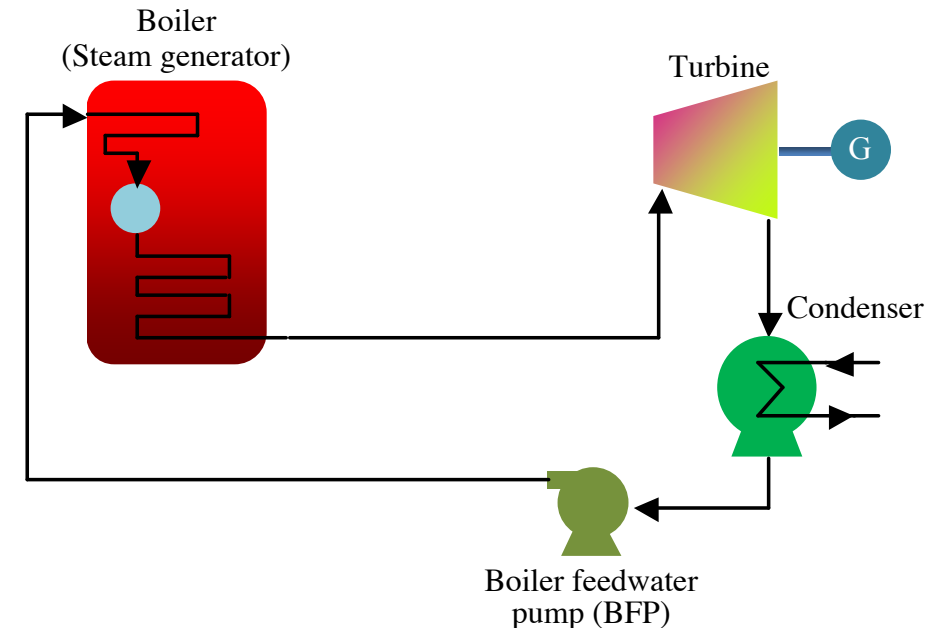 Boiler
(Steam generator)
Turbine
G
Condenser
Boiler feedwater
pump (BFP)